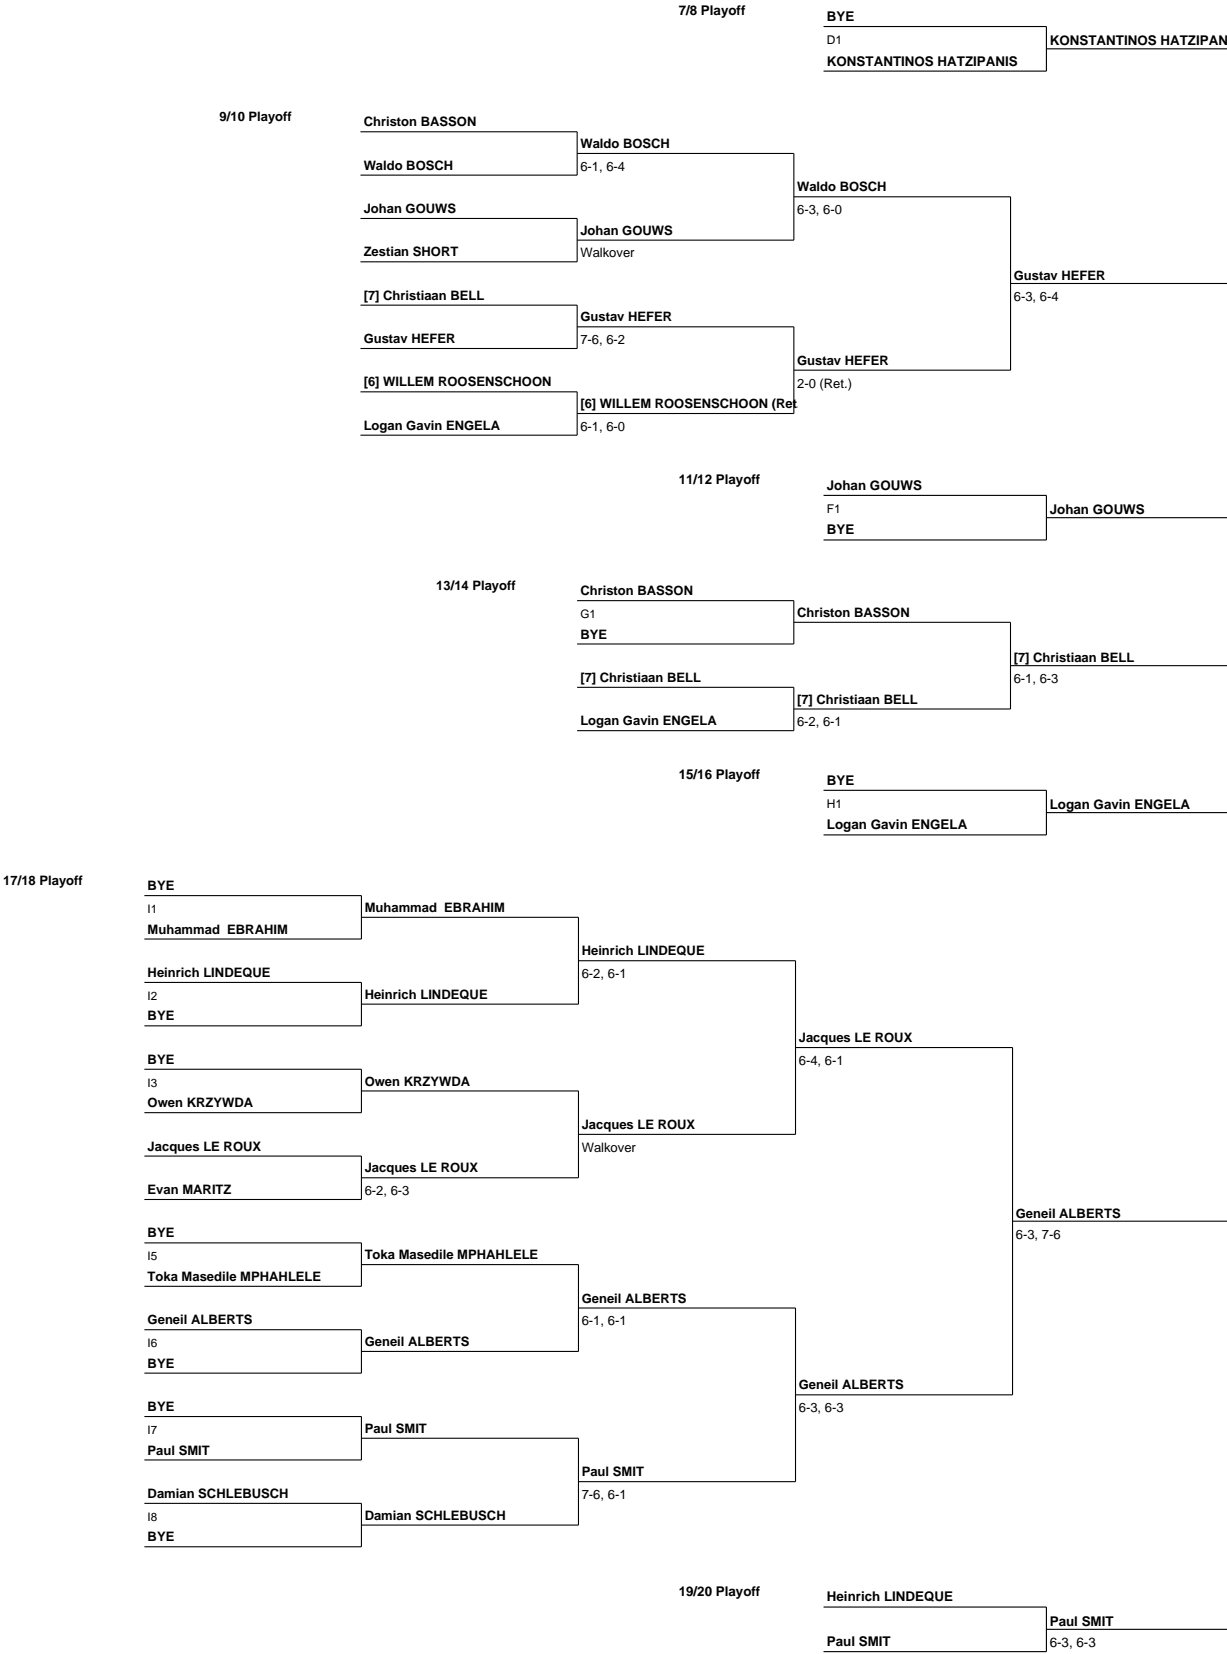 7/8 Playoff
BYE
D1
KONSTANTINOS HATZIPAN
KONSTANTINOS HATZIPANIS
9/10 Playoff
Christon BASSON
Waldo BOSCH
Waldo BOSCH
6-1, 6-4
Waldo BOSCH
6-3, 6-0
Johan GOUWS
Johan GOUWS
Zestian SHORT
Walkover
Gustav HEFER
6-3, 6-4
[7] Christiaan BELL
Gustav HEFER
Gustav HEFER
7-6, 6-2
Gustav HEFER
2-0 (Ret.)
[6] WILLEM ROOSENSCHOON
[6] WILLEM ROOSENSCHOON (Ret
Logan Gavin ENGELA
6-1, 6-0
11/12 Playoff
Johan GOUWS
F1
Johan GOUWS
BYE
13/14 Playoff
Christon BASSON
G1
Christon BASSON
BYE
[7] Christiaan BELL
6-1, 6-3
[7] Christiaan BELL
[7] Christiaan BELL
Logan Gavin ENGELA
6-2, 6-1
15/16 Playoff
BYE
H1
Logan Gavin ENGELA
Logan Gavin ENGELA
17/18 Playoff
BYE
I1
Muhammad  EBRAHIM
Muhammad  EBRAHIM
Heinrich LINDEQUE
6-2, 6-1
Heinrich LINDEQUE
I2
Heinrich LINDEQUE
BYE
Jacques LE ROUX
6-4, 6-1
BYE
I3
Owen KRZYWDA
Owen KRZYWDA
Jacques LE ROUX
Walkover
Jacques LE ROUX
Jacques LE ROUX
Evan MARITZ
6-2, 6-3
Geneil ALBERTS
6-3, 7-6
BYE
I5
Toka Masedile MPHAHLELE
Toka Masedile MPHAHLELE
Geneil ALBERTS
6-1, 6-1
Geneil ALBERTS
I6
Geneil ALBERTS
BYE
Geneil ALBERTS
6-3, 6-3
BYE
I7
Paul SMIT
Paul SMIT
Paul SMIT
7-6, 6-1
Damian SCHLEBUSCH
I8
Damian SCHLEBUSCH
BYE
19/20 Playoff
Heinrich LINDEQUE
Paul SMIT
Paul SMIT
6-3, 6-3